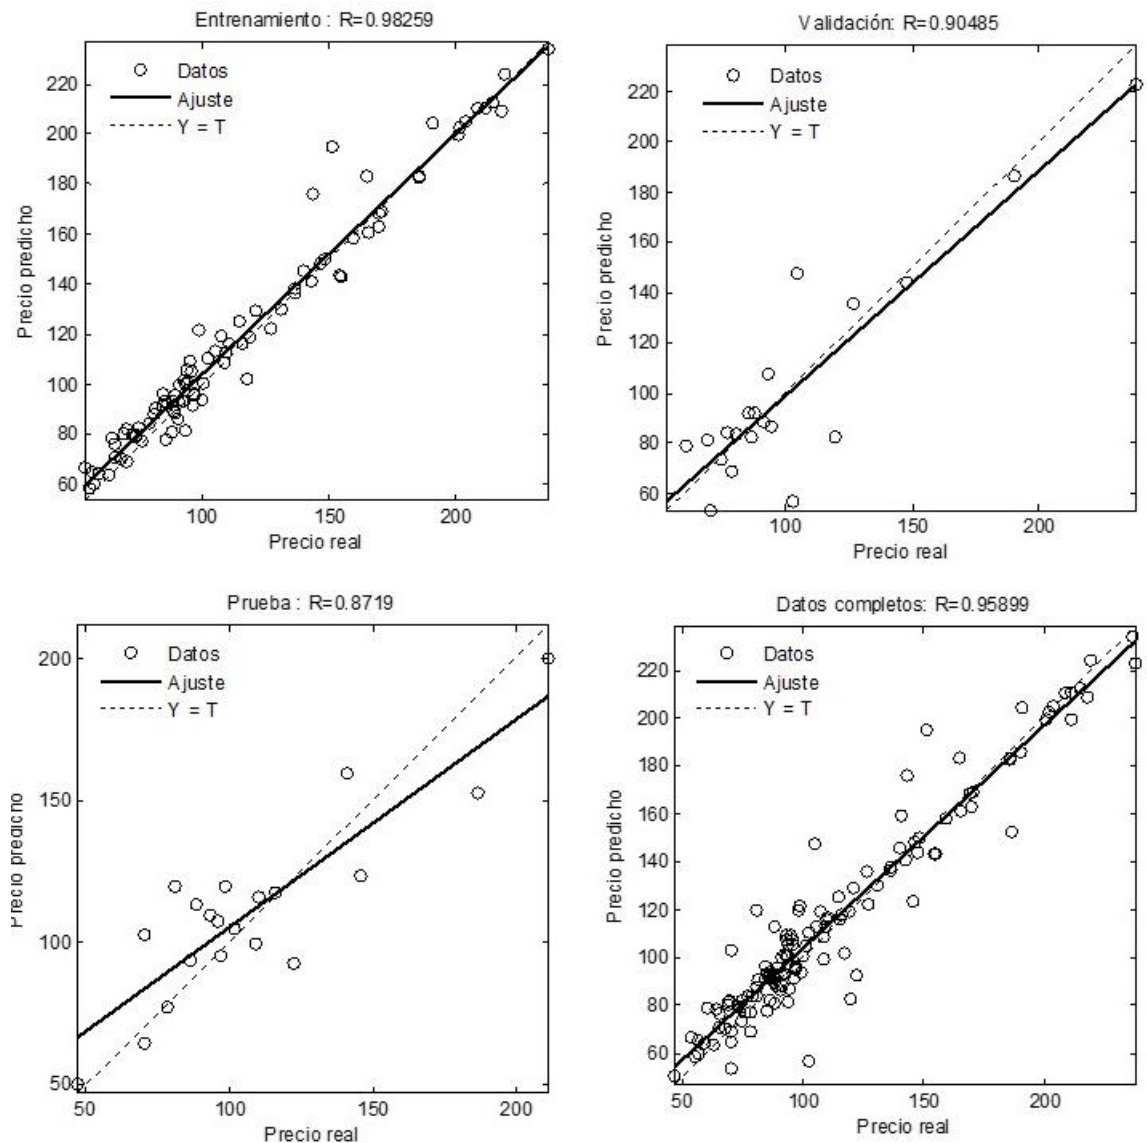 Entrenamiento : R=0.98259
Datos
Ajuste
Y = T
220
200
180
160
140
120
100
80
60
100
150
200
Precio predicho
Precio real
Validación: R=0.90485
Datos
Ajuste
Y = T
220
200
180
160
140
120
100
80
60
100
150
200
Precio predicho
Precio real
Prueba : R=0.8719
Datos
Ajuste
Y = T
200
150
100
50
50
100
150
200
Precio predicho
Precio real
Datos completos: R=0.95899
Datos
Ajuste
Y = T
220
200
180
160
140
120
100
80
60
50
100
150
200
Precio predicho
Precio real